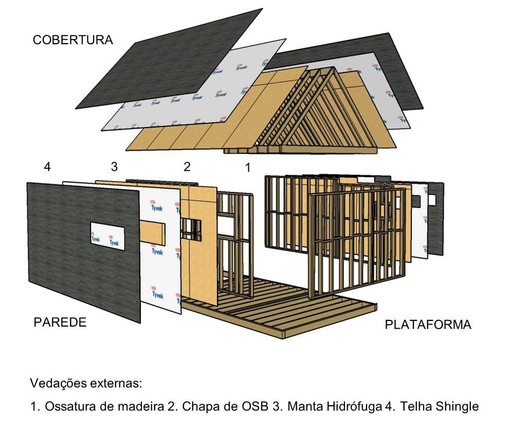 COBERTURA
4 3 2 1
Tyvek
Tyvek
Tyvek
Tyvek
PAREDE
PLATAFORMA
Vedações externas:
1. Ossatura de madeira 2. Chapa de OSB 3. Manta Hidrófuga 4. Telha Shingle